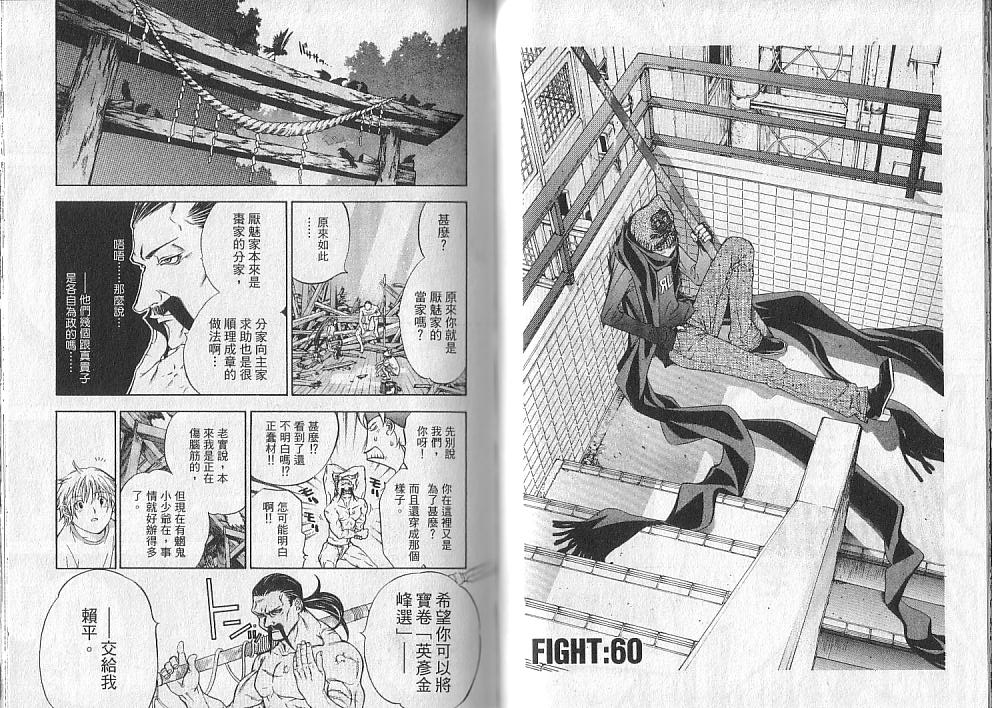 FIGHT:60
甚麼?
原來你就是
厭魅家的
當家嗎?
原來如此
……
厭魅家本來是
棗家的分家,
分家向主家
求助也是很
順理成章的
做法啊…
唔唔……那麼說…
——他們幾個跟真貫子
是各自為政的嗎……
先別說
我們,
你呀!
你在這裡又是
為了甚麼?
而且還穿成那個
樣子。
甚麼!?
看到了還
不明白嗎!?
正蠢材!!
怎可能明白
啊!!
モリ
モリ
老實說,本
來我是正在
傷腦筋的,
但現在有魍鬼
小少爺在,事
情就好辦得多
了。
希望你可以將
寶卷「英彥金
峰選」——
——交給我
賴平。